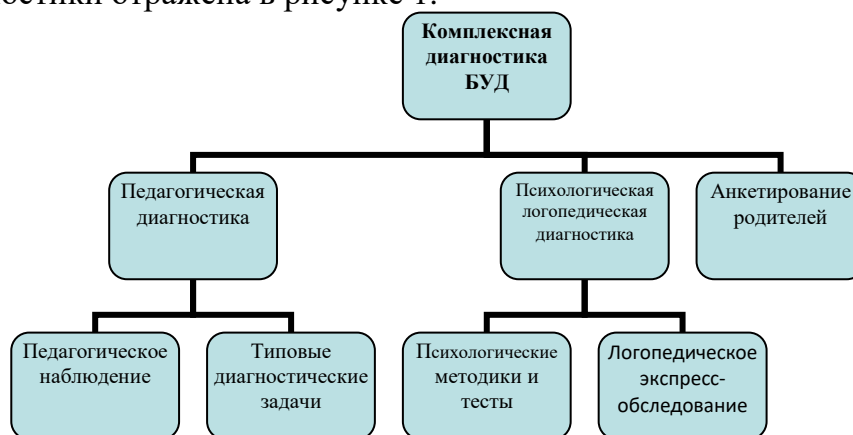 остики отражена в рисунке 1.
Комплексная
диагностика
БУД
Педагогическая
диагностика
Психологическая
логопедическая
диагностика
Анкетирование
родителей
Педагогическое
наблюдение
Типовые
диагностические
задачи
Психологические
методики и
тесты
Логопедическое
экспресс-
обследование